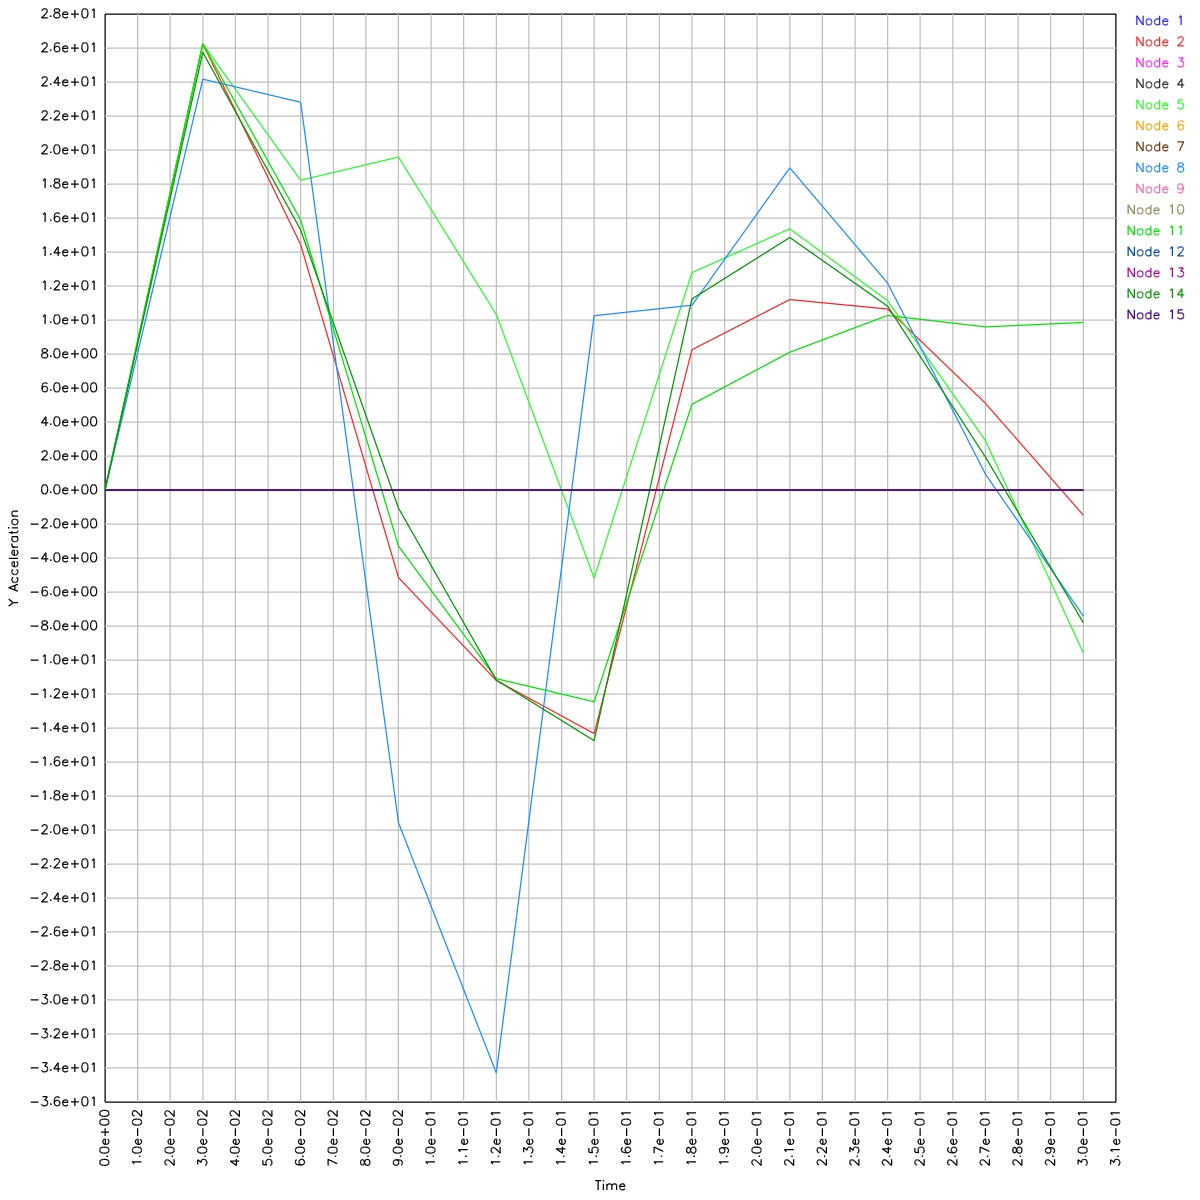 2.8e+01
2.6e+01
2.4e+01
2.2e+01
2.0e+01
1.8e+01
1.6e+01
1.4e+01
1.2e+01
1.0e+01
8.0e+00
6.0e+00
4.0e+00
2.0e+00
0.0e+00
−2.0e+00
−4.0e+00
−6.0e+00
−8.0e+00
−1.0e+01
−1.2e+01
−1.4e+01
−1.6e+01
−1.8e+01
−2.0e+01
−2.2e+01
−2.4e+01
−2.6e+01
−2.8e+01
−3.0e+01
−3.2e+01
−3.4e+01
−3.6e+01
Y Acceleration
0.0e+00
1.0e−02
2.0e−02
3.0e−02
4.0e−02
5.0e−02
6.0e−02
7.0e−02
8.0e−02
9.0e−02
1.0e−01
1.1e−01
1.2e−01
1.3e−01
1.4e−01
1.5e−01
1.6e−01
1.7e−01
1.8e−01
1.9e−01
2.0e−01
2.1e−01
2.2e−01
2.3e−01
2.4e−01
2.5e−01
2.6e−01
2.7e−01
2.8e−01
2.9e−01
3.0e−01
3.1e−01
Time
Node 1
Node 2
Node 3
Node 4
Node 5
Node 6
Node 7
Node 8
Node 9
Node 10
Node 11
Node 12
Node 13
Node 14
Node 15